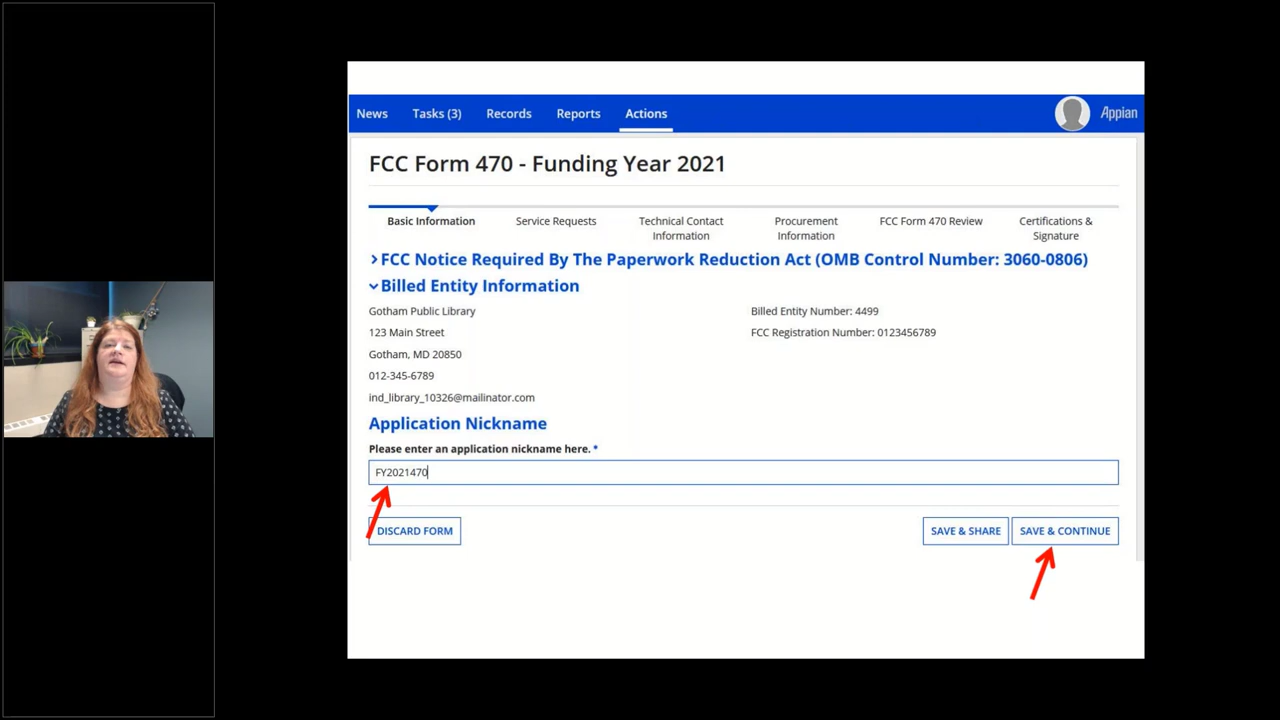 News Tasks (3) Records Reports Actions Appian
FCC Form 470 - Funding Year 2021
Basic Information Service Requests Technical Contact Information Procurement Information FCC Form 470 Review Certifications & Signature
FCC Notice Required By The Paperwork Reduction Act (OMB Control Number: 3060-0806)
Billed Entity Information
Gotham Public Library Billed Entity Number: 4499
123 Main Street FCC Registration Number: 0123456789
Gotham, MD 20850
012-345-6789
ind_library_10326@mailinator.com
Application Nickname
Please enter an application nickname here. *
FY2021470
DISCARD FORM SAVE & SHARE SAVE & CONTINUE